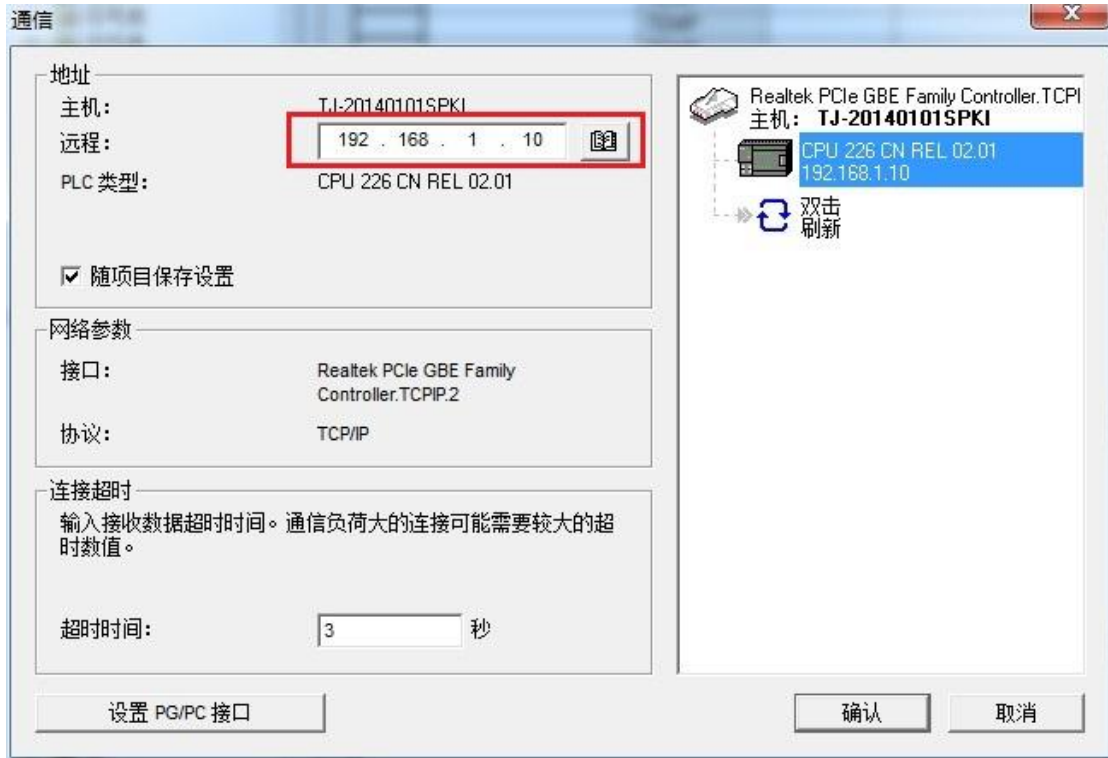 通信
地址
主机： TJ-20140101SPKI
远程： 192 . 168 . 1 . 10
PLC 类型： CPU 226 CN REL 02.01
随项目保存设置
网络参数
接口： Realtek PCIe GBE Family
Controller.TCPIP.2
协议： TCP/IP
连接超时
输入接收数据超时时间。通信负荷大的连接可能需要较大的超
时数值。
超时时间： 3 秒
设置 PG/PC 接口
Realtek PCIe GBE Family Controller.TCPI
主机： TJ-20140101SPKI
CPU 226 CN REL 02.01
192.168.1.10
双击
刷新
确认 取消